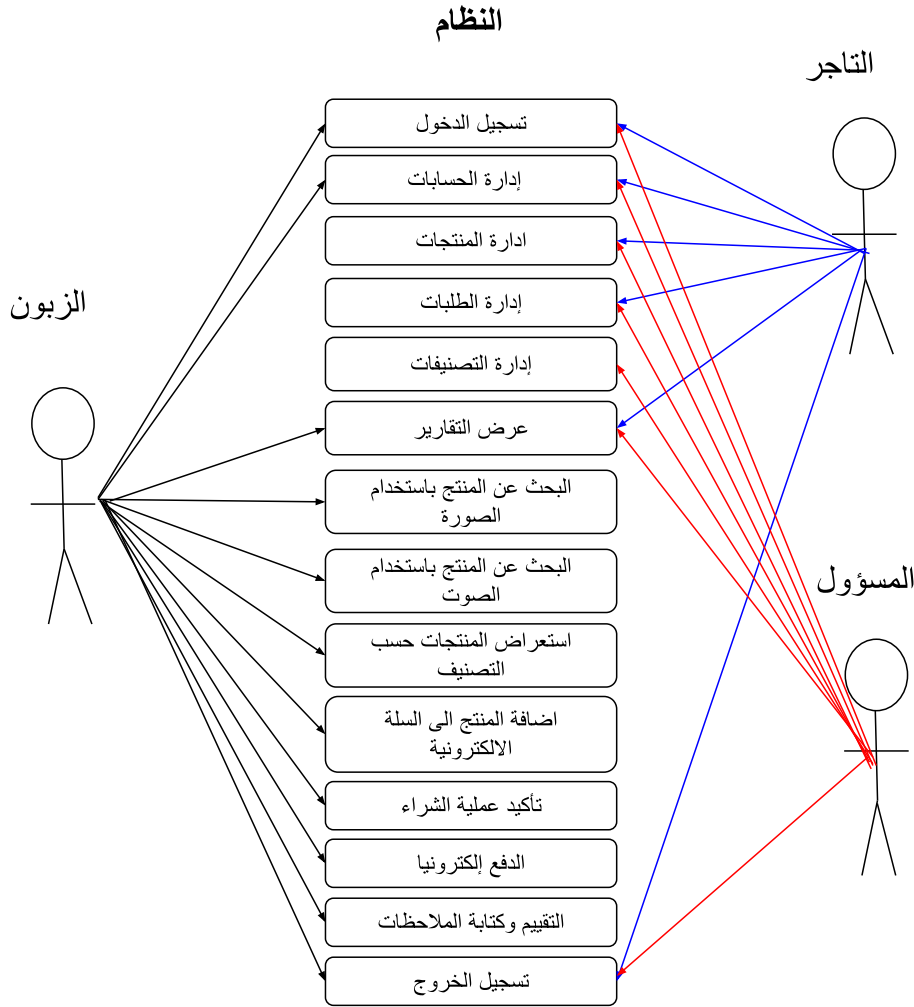 النظام
التاجر
تسجيل الدخول
إدارة الحسابات
ادارة المنتجات
الزبون
إدارة الطلبات
إدارة التصنيفات
عرض التقارير
البحث عن المنتج باستخدام
الصورة
البحث عن المنتج باستخدام
الصوت
المسؤول
استعراض المنتجات حسب
التصنيف
اضافة المنتج الى السلة
الالكترونية
تأكيد عملية الشراء
الدفع إلكترونيا
التقييم وكتابة الملاحظات
تسجيل الخروج